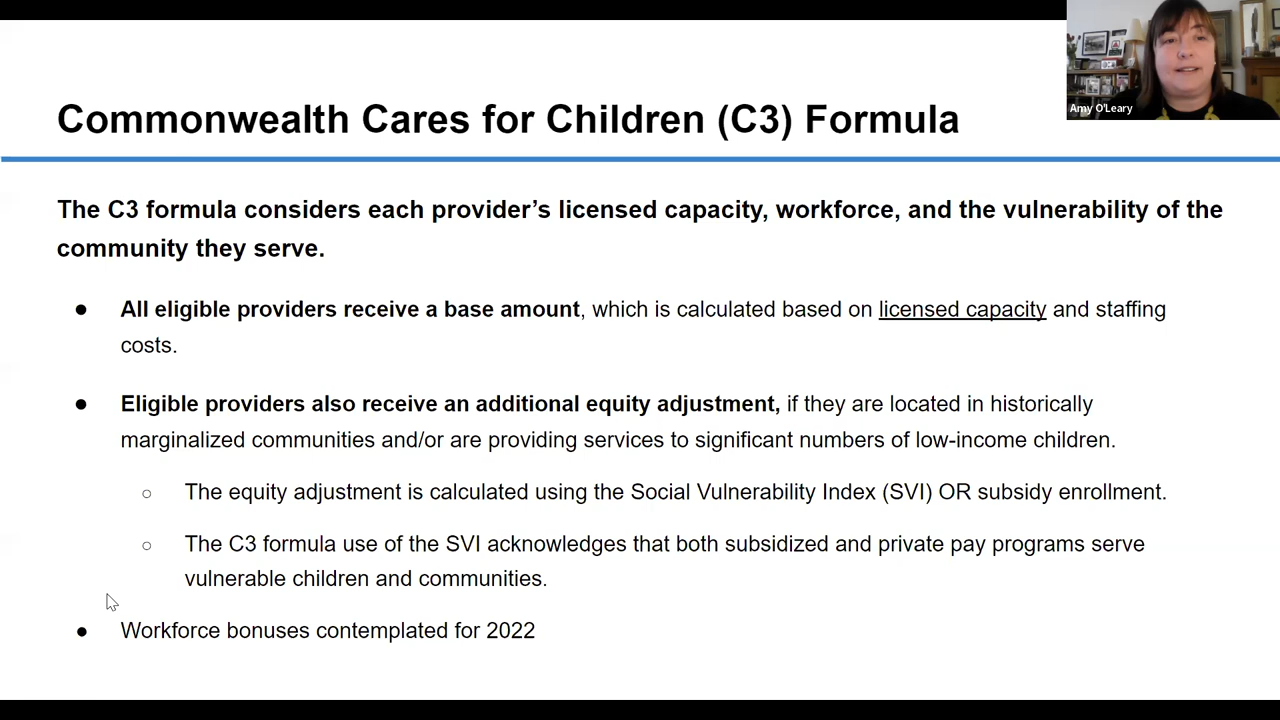 Amy O'Leary
Commonwealth Cares for Children (C3) Formula
The C3 formula considers each provider’s licensed capacity, workforce, and the vulnerability of the
community they serve.
● All eligible providers receive a base amount, which is calculated based on licensed capacity and staffing
costs.
● Eligible providers also receive an additional equity adjustment, if they are located in historically
marginalized communities and/or are providing services to significant numbers of low-income children.
○ The equity adjustment is calculated using the Social Vulnerability Index (SVI) OR subsidy enrollment.
○ The C3 formula use of the SVI acknowledges that both subsidized and private pay programs serve
vulnerable children and communities.
● Workforce bonuses contemplated for 2022